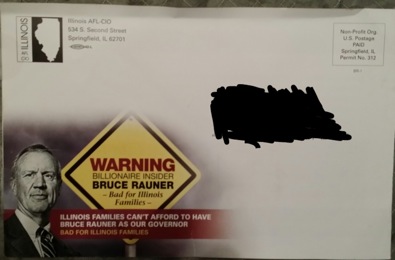 ILLINOIS
Illinois AFL-CIO
534 S. Second Street
Springfield, IL 62701
Non-Profit Org.
U.S. Postage
PAID
Springfield, IL
Permit No. 312
WARNING
BILLIONAIRE INSIDER
BRUCE RAUNER
– Bad for Illinois
Families –
ILLINOIS FAMILIES CAN'T AFFORD TO HAVE
BRUCE RAUNER AS OUR GOVERNOR
BAD FOR ILLINOIS FAMILIES